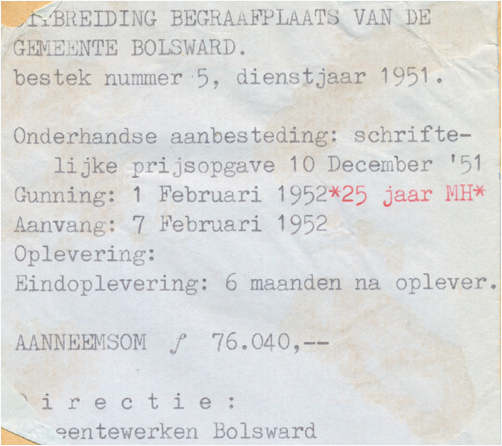 UITBREIDING BEGRAAFPLAATS VAN DE
GEMEENTE BOLSWARD.
bestek nummer 5, dienstjaar 1951.
Onderhandse aanbesteding: schrifte-
lijke prijsopgave 10 December '51
Gunning: 1 Februari 1952*25 jaar MH*
Aanvang: 7 Februari 1952
Oplevering:
Eindoplevering: 6 maanden na oplever.
AANNEEMSOM ƒ 76.040,--
D i r e c t i e :
eentewerken Bolsward